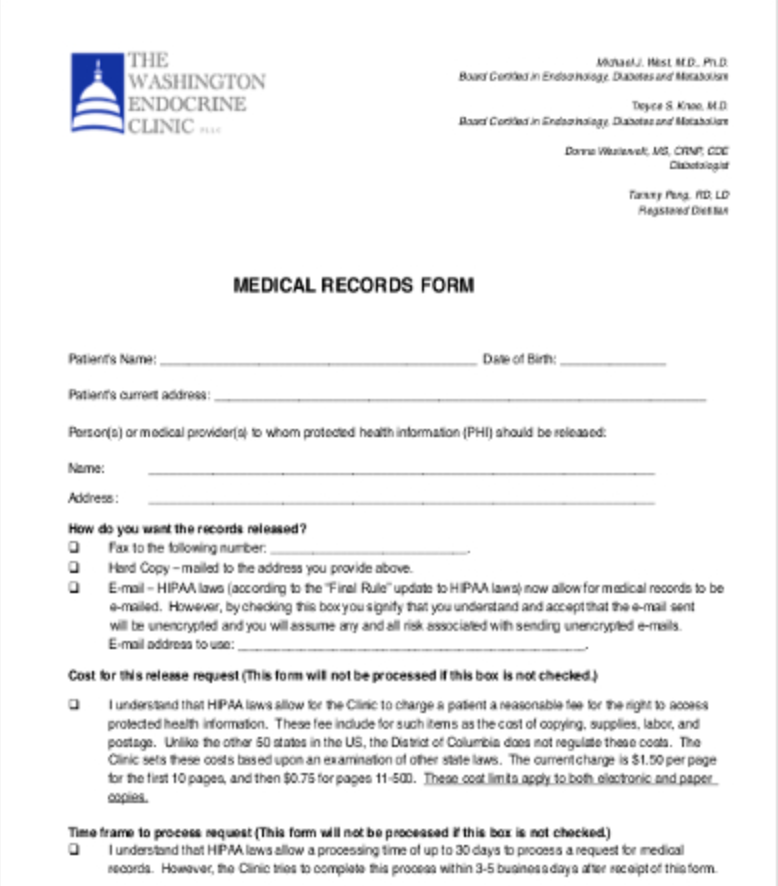 THE
WASHINGTON
ENDOCRINE
CLINIC PLLC
Michael J. West, M.D., Ph.D.
Board Certified in Endocrinology, Diabetes and Metabolism
S. M.D.
Board Certified in Endocrinology, Diabetes and Metabolism
Donna MS, CRNP, CDE
Diabetologist
Tammy RD, LD
Registered Dietitian
MEDICAL RECORDS FORM
Patient's Name: Date of Birth:
Patient's current address:
Person(s) or medical provider(s) to whom protected health information (PHI) should be released:
Name:
Address:
How do you want the records released?
Fax to the following number:
Hard Copy – mailed to the address you provide above.
E-mail – HIPAA laws (according to the "Final Rule" update to HIPAA laws) now allow for medical records to be
e-mailed. However, by checking this box you signify that you understand and accept that the e-mail sent
will be unencrypted and you will assume any and all risk associated with sending unencrypted e-mails.
E-mail address to use:
Cost for this release request (This form will not be processed if this box is not checked.)
I understand that HIPAA laws allow for the Clinic to charge a patient a reasonable fee for the right to access
protected health information. These fee include for such items as the cost of copying, supplies, labor, and
postage. Unlike the other 50 states in the US, the District of Columbia does not regulate these costs. The
Clinic sets these costs based upon an examination of other state laws. The current charge is $1.50 per page
for the first 10 pages, and then $0.75 for pages 11-500. These cost limits apply to both electronic and paper
copies.
Time frame to process request (This form will not be processed if this box is not checked.)
I understand that HIPAA laws allow a processing time of up to 30 days to process a request for medical
records. However, the Clinic tries to complete this process within 3-5 business days after receipt of this form.